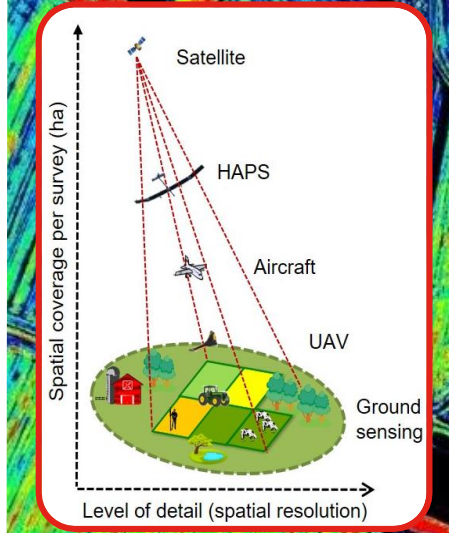 Satellite
HAPS
Aircraft
UAV
Ground
sensing
Spatial coverage per survey (ha)
Level of detail (spatial resolution)